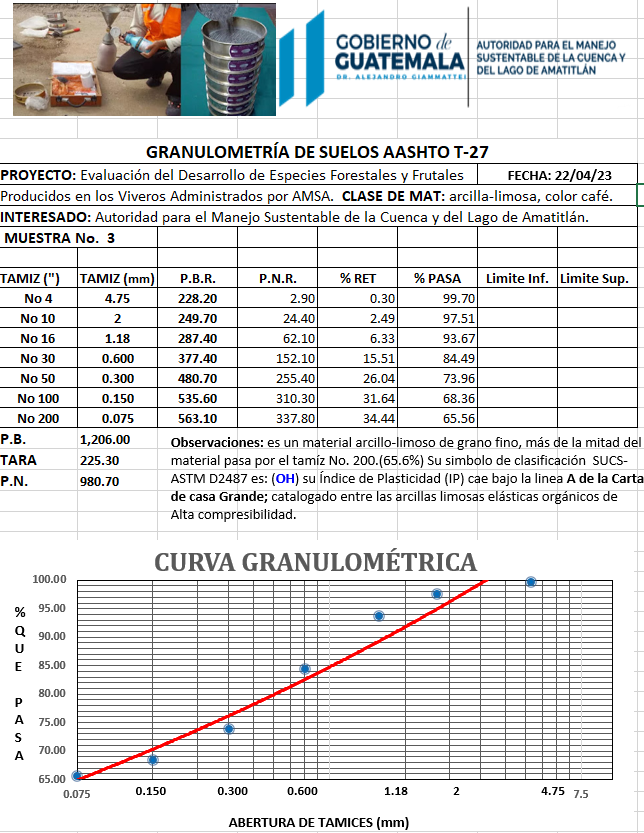 GOBIERNO de
GUATEMALA
DR. ALEJANDRO GIAMMATTEI
AUTORIDAD PARA EL MANEJO
SUSTENTABLE DE LA CUENCA Y
DEL LAGO DE AMATITLÁN
GRANULOMETRÍA DE SUELOS AASHTO T-27
PROYECTO: Evaluación del Desarrollo de Especies Forestales y Frutales FECHA: 22/04/23
Producidos en los Viveros Administrados por AMSA. CLASE DE MAT: arcilla-limosa, color café.
INTERESADO: Autoridad para el Manejo Sustentable de la Cuenca y del Lago de Amatitlán.
MUESTRA No. 3
TAMIZ (") TAMIZ (mm) P.B.R. P.N.R. % RET % PASA Limite Inf. Limite Sup.
No 4 4.75 228.20 2.90 0.30 99.70
No 10 2 249.70 24.40 2.49 97.51
No 16 1.18 287.40 62.10 6.33 93.67
No 30 0.600 377.40 152.10 15.51 84.49
No 50 0.300 480.70 255.40 26.04 73.96
No 100 0.150 535.60 310.30 31.64 68.36
No 200 0.075 563.10 337.80 34.44 65.56
P.B. 1,206.00
TARA 225.30
P.N. 980.70
Observaciones: es un material arcillo-limoso de grano fino, más de la mitad del
material pasa por el tamíz No. 200.(65.6%) Su simbolo de clasificación SUCS-
ASTM D2487 es: (OH) su Índice de Plasticidad (IP) cae bajo la linea A de la Carta
de casa Grande; catalogado entre las arcillas limosas elásticas orgánicos de
Alta compresibilidad.
CURVA GRANULOMÉTRICA
% QUE PASA
100.00
95.00
90.00
85.00
80.00
75.00
70.00
65.00
0.075 0.150 0.300 0.600 1.18 2 4.75 7.5
ABERTURA DE TAMICES (mm)